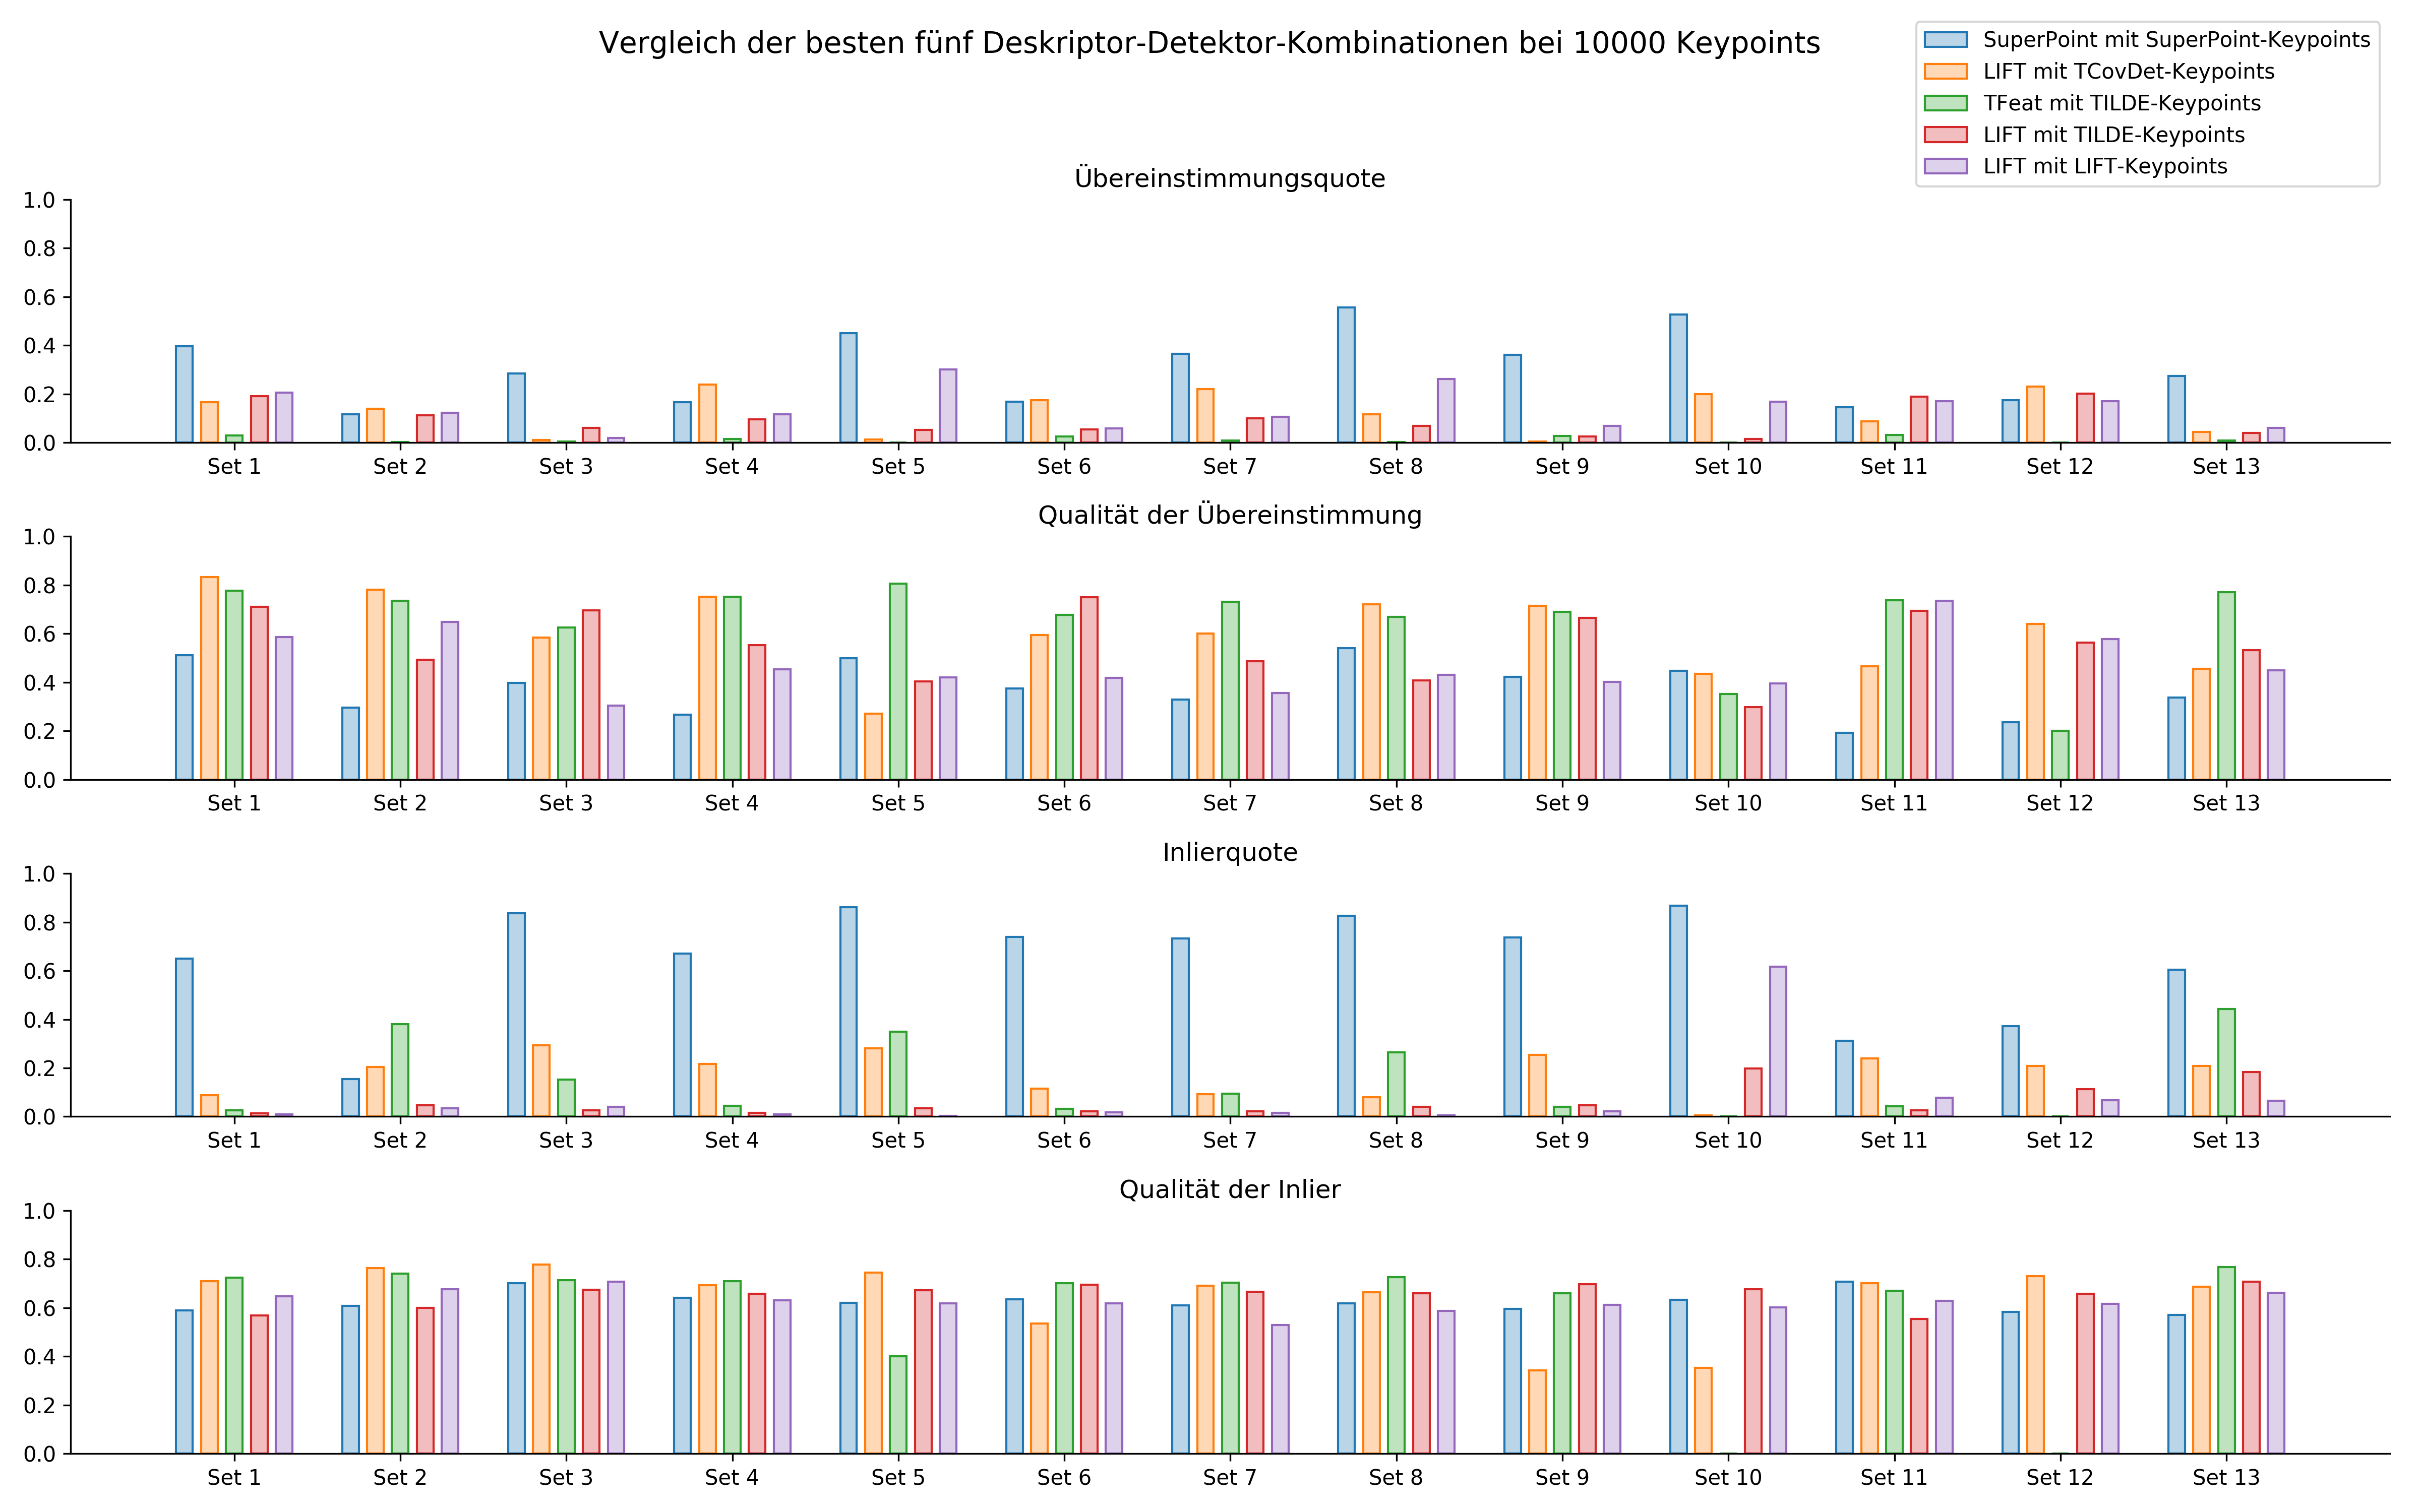 Vergleich der besten fünf Deskriptor-Detektor-Kombinationen bei 10000 Keypoints
SuperPoint mit SuperPoint-Keypoints
LIFT mit TCovDet-Keypoints
TFeat mit TILDE-Keypoints
LIFT mit TILDE-Keypoints
LIFT mit LIFT-Keypoints
Übereinstimmungsquote
1.0
0.8
0.6
0.4
0.2
0.0
Set 1 Set 2 Set 3 Set 4 Set 5 Set 6 Set 7 Set 8 Set 9 Set 10 Set 11 Set 12 Set 13
Qualität der Übereinstimmung
1.0
0.8
0.6
0.4
0.2
0.0
Set 1 Set 2 Set 3 Set 4 Set 5 Set 6 Set 7 Set 8 Set 9 Set 10 Set 11 Set 12 Set 13
Inlierquote
1.0
0.8
0.6
0.4
0.2
0.0
Set 1 Set 2 Set 3 Set 4 Set 5 Set 6 Set 7 Set 8 Set 9 Set 10 Set 11 Set 12 Set 13
Qualität der Inlier
1.0
0.8
0.6
0.4
0.2
0.0
Set 1 Set 2 Set 3 Set 4 Set 5 Set 6 Set 7 Set 8 Set 9 Set 10 Set 11 Set 12 Set 13